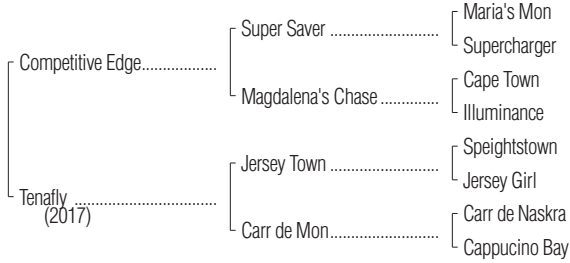 Maria's Mon
Super Saver ......................
Supercharger
Competitive Edge...............
Cape Town
Magdalena's Chase ............
Illuminance
Speightstown
Jersey Town ......................
Jersey Girl
Tenafly .............................
(2017)
Carr de Naskra
Carr de Mon......................
Cappucino Bay